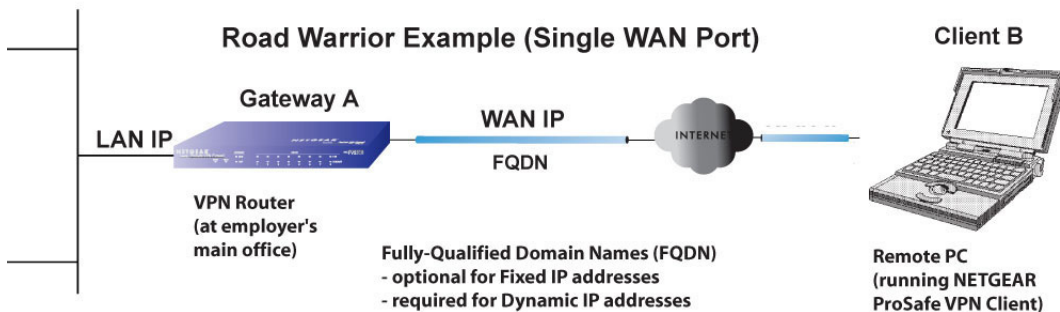 Road Warrior Example (Single WAN Port)
Client B
Gateway A
LAN IP
WAN IP
INTERNET
NETGEAR
FQDN
VPN Router
(at employer's
main office)
Fully-Qualified Domain Names (FQDN)
- optional for Fixed IP addresses
- required for Dynamic IP addresses
Remote PC
(running NETGEAR
ProSafe VPN Client)